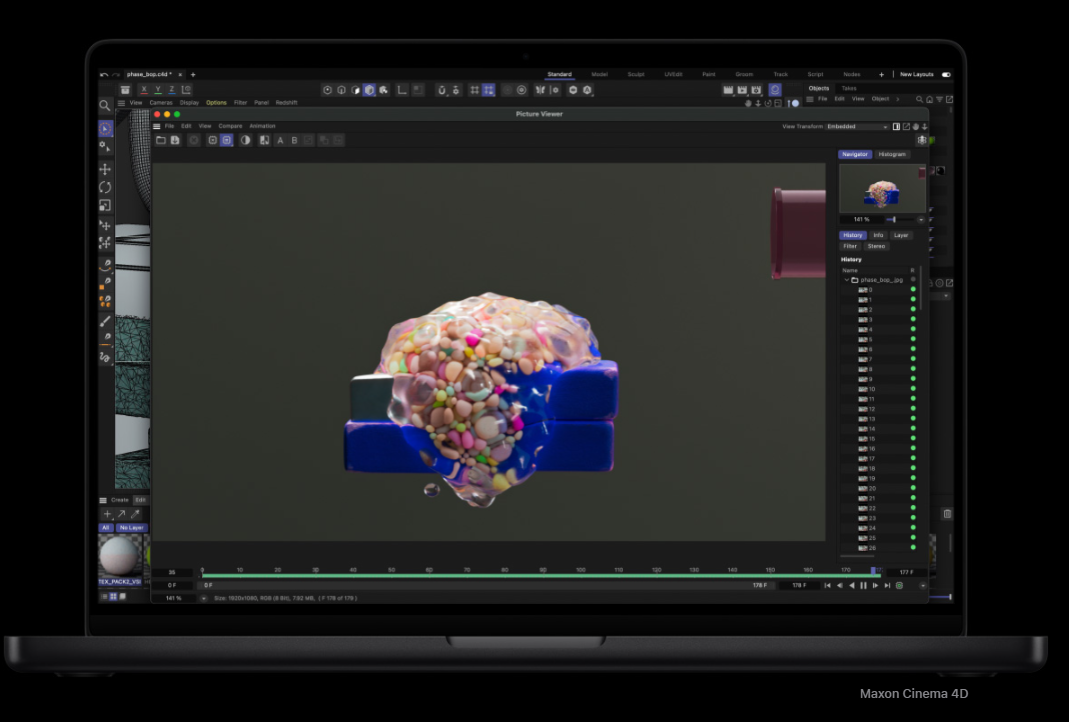 phase_bop.c4d *
Standard Model Sculpt UVEdit Paint Groom Track Script Nodes New Layouts
X Y Z
Objects Takes
View Cameras Display Options Filter Panel Redshift
File Edit View Object
Picture Viewer
File Edit View Compare Animation
View Transform: Embedded
A B
Navigator Histogram
141 %
History Info Layer
Filter Stereo
History
Name R
phase_bop_.jpg
0
1
2
3
4
5
6
7
8
9
10
11
12
13
14
15
16
17
18
19
20
21
22
23
24
25
26
Create Edit
All No Layer
TEX_PACK2_VS
35 0 10 20 30 40 50 60 70 80 90 100 110 120 130 140 150 160 170 177 F
0 F 0 F 178 F 178 F
141 % Size: 1920x1080, RGB (8 Bit), 7.92 MB, ( F 178 of 179 )
Maxon Cinema 4D